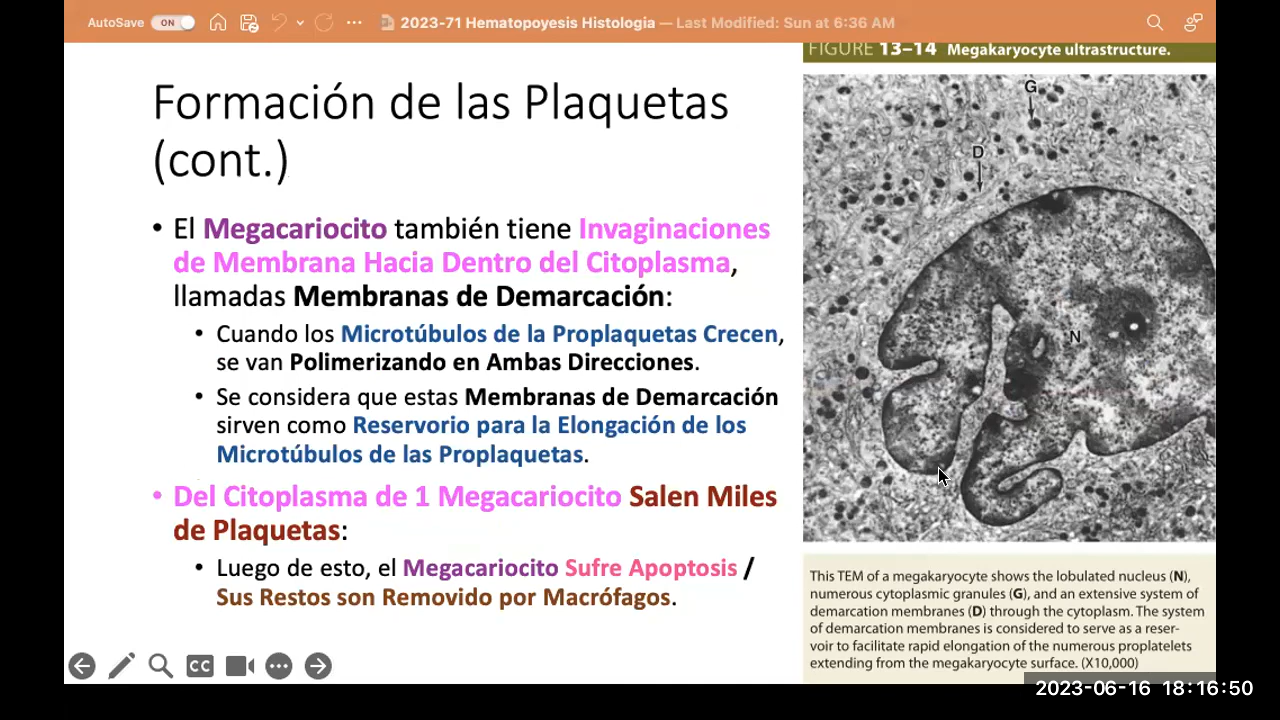 AutoSave ON 2023-71 Hematopoyesis Histologia — Last Modified: Sun at 6:36 AM
Formación de las Plaquetas
(cont.)
• El Megacariocito también tiene Invaginaciones
de Membrana Hacia Dentro del Citoplasma,
llamadas Membranas de Demarcación:
• Cuando los Microtúbulos de la Proplaquetas Crecen,
se van Polimerizando en Ambas Direcciones.
• Se considera que estas Membranas de Demarcación
sirven como Reservorio para la Elongación de los
Microtúbulos de las Proplaquetas.
• Del Citoplasma de 1 Megacariocito Salen Miles
de Plaquetas:
• Luego de esto, el Megacariocito Sufre Apoptosis /
Sus Restos son Removido por Macrófagos.
FIGURE 13–14 Megakaryocyte ultrastructure.
G
D
N
This TEM of a megakaryocyte shows the lobulated nucleus (N),
numerous cytoplasmic granules (G), and an extensive system of
demarcation membranes (D) through the cytoplasm. The system
of demarcation membranes is considered to serve as a reser-
voir to facilitate rapid elongation of the numerous proplatelets
extending from the megakaryocyte surface. (X10,000)
CC
2023-06-16 18:16:50